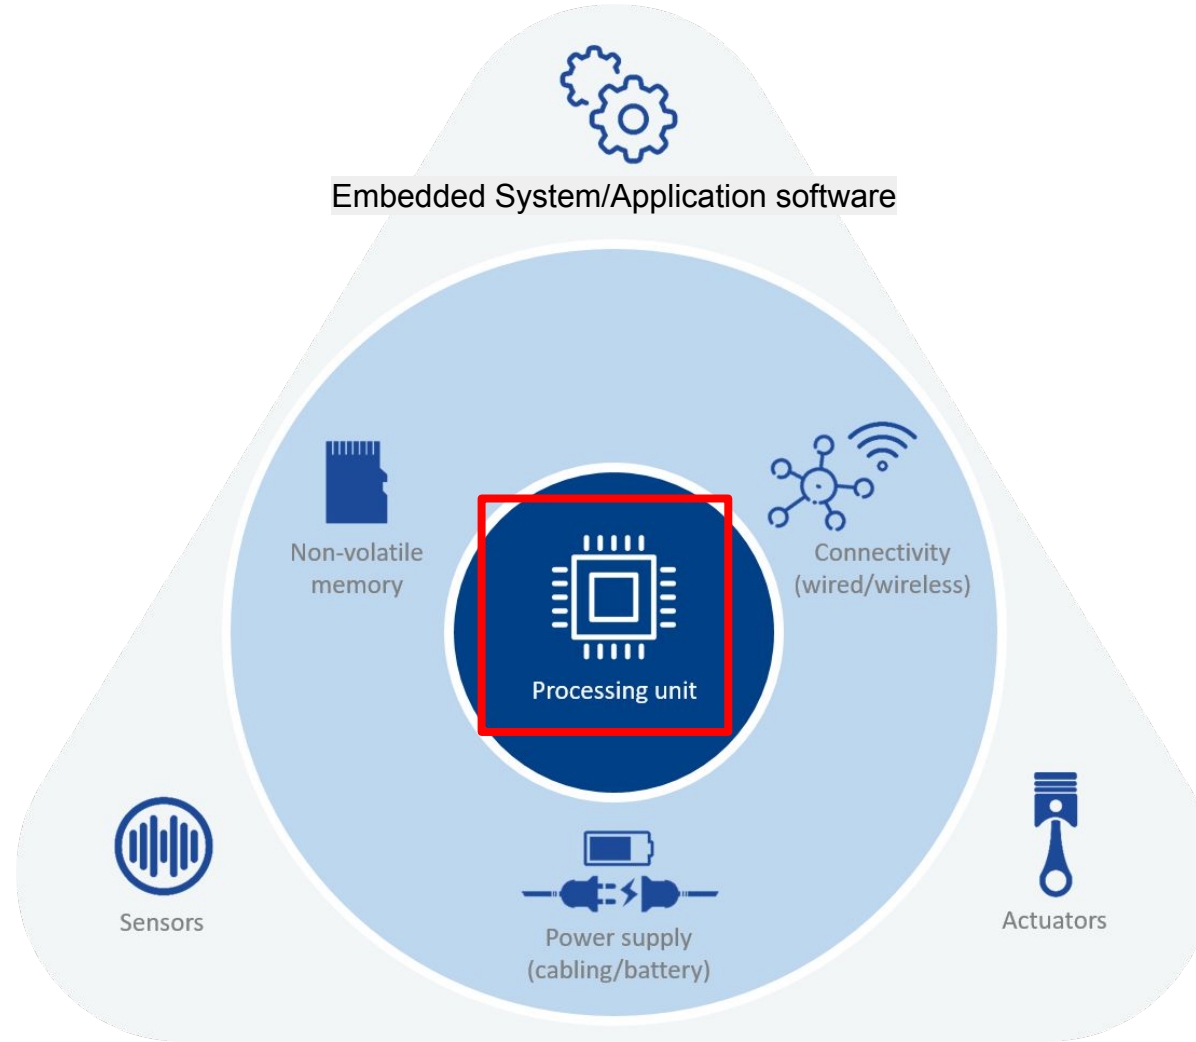 Embedded System/Application software
Non-volatile
memory
Connectivity
(wired/wireless)
Processing unit
Sensors
Power supply
(cabling/battery)
Actuators